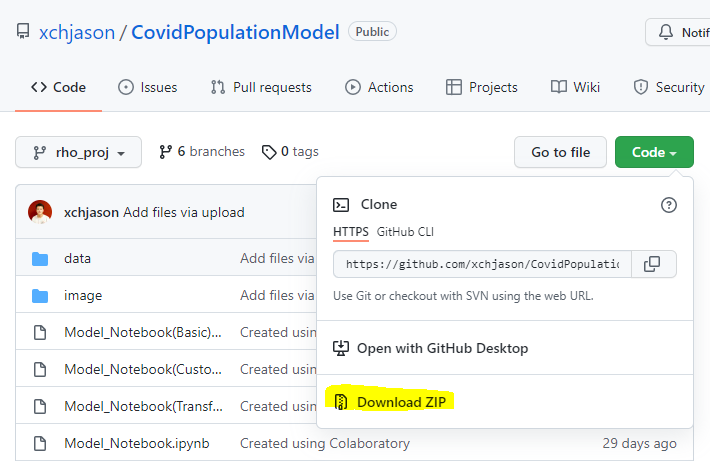 xchjason / CovidPopulationModel Public
Notif
Code Issues Pull requests Actions Projects Wiki Security
rho_proj 6 branches 0 tags Go to file Code
xchjason Add files via upload
Clone
HTTPS GitHub CLI
data Add files via
https://github.com/xchjason/CovidPopulatio
image Add files via
Use Git or checkout with SVN using the web URL.
Model_Notebook(Basic)... Created usin
Open with GitHub Desktop
Model_Notebook(Custo... Created usin
Model_Notebook(Transf... Created usin
Download ZIP
Model_Notebook.ipynb Created using Colaboratory 29 days ago